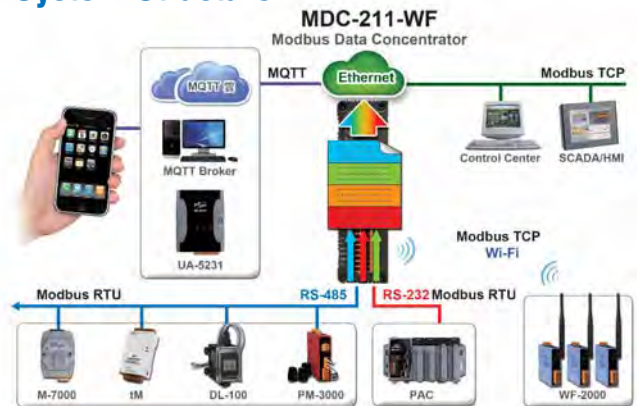 MDC-211-WF
Modbus Data Concentrator
MQTT
Ethernet
Modbus TCP
MQTT
MQTT Broker
UA-5231
Control Center
SCADA/HMI
Modbus TCP
Wi-Fi
Modbus RTU
RS-485
RS-232 Modbus RTU
M-7000
tM
DL-100
PM-3000
PAC
WF-2000